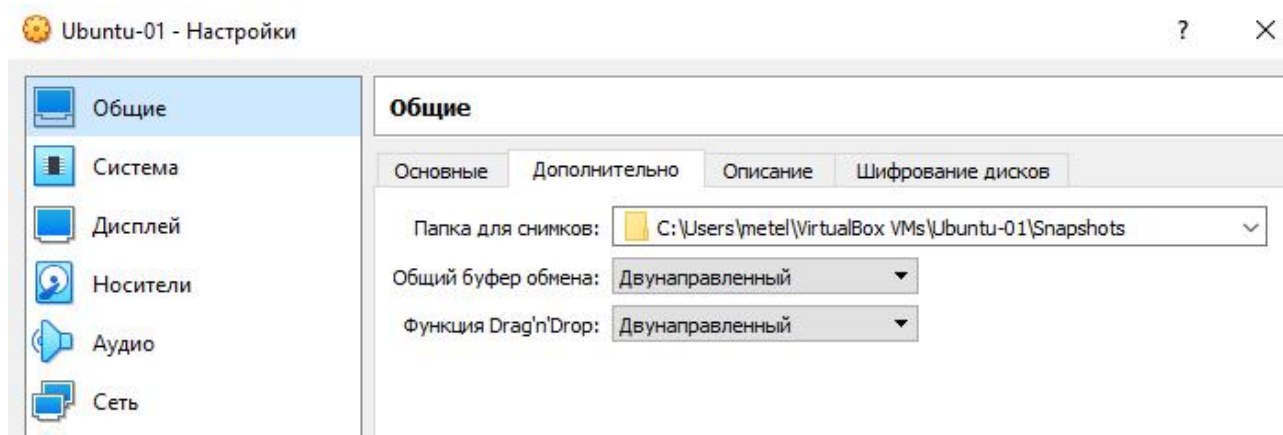 Ubuntu-01 - Настройки ? ×
Общие
Система
Дисплей
Носители
Аудио
Сеть
Общие
Основные Дополнительно Описание Шифрование дисков
Папка для снимков: C:\Users\metel\VirtualBox VMs\Ubuntu-01\Snapshots
Общий буфер обмена: Двунаправленный
Функция Drag'n'Drop: Двунаправленный